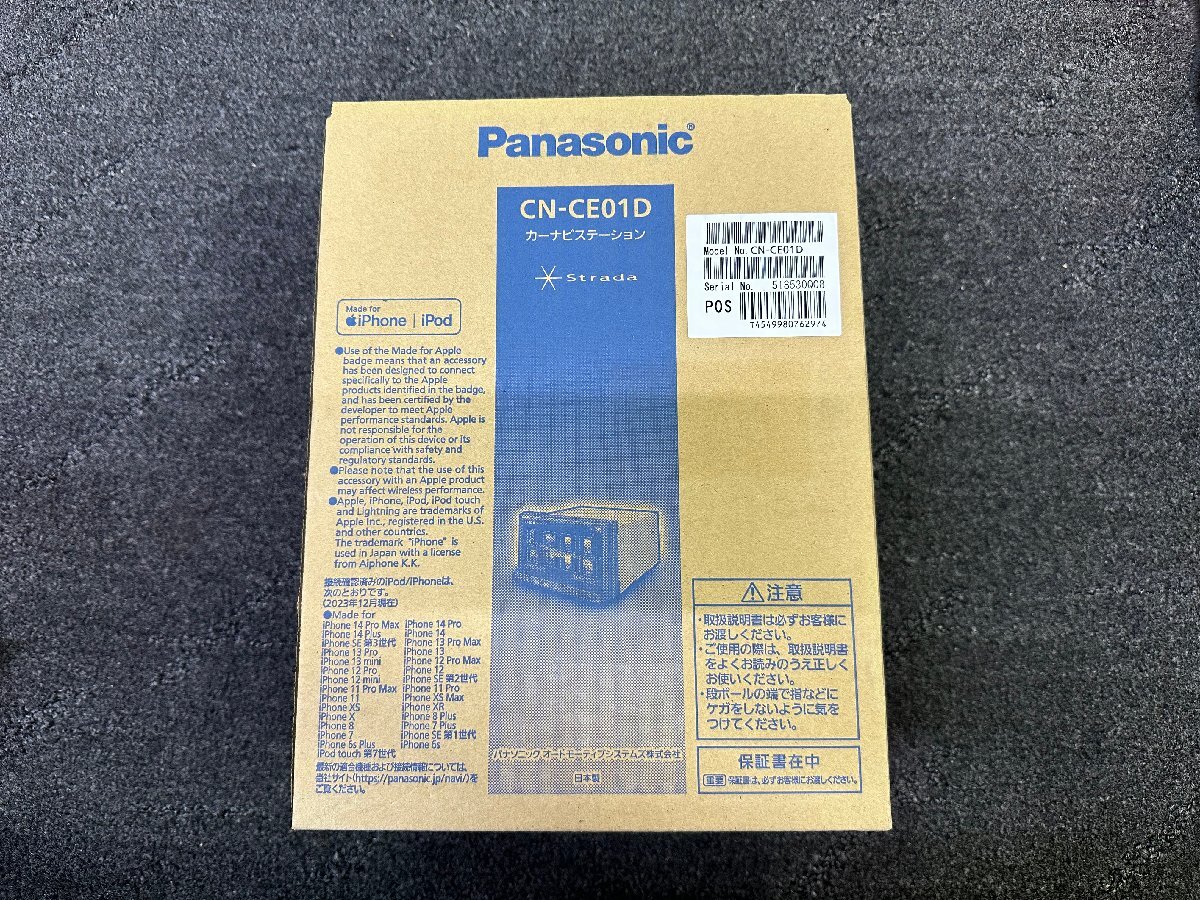 Panasonic®
CN-CE01D
カーナビステーション
Strada
Model No. CN-CE01D
Serial No. 516530008
POS
T4549980762974
Made for
iPhone | iPod
●Use of the Made for Apple
badge means that an accessory
has been designed to connect
specifically to the Apple
products identified in the badge,
and has been certified by the
developer to meet Apple
performance standards. Apple is
not responsible for the
operation of this device or its
compliance with safety and
regulatory standards.
●Please note that the use of this
accessory with an Apple product
may affect wireless performance.
●Apple, iPhone, iPod, iPod touch
and Lightning are trademarks of
Apple Inc., registered in the U.S.
and other countries.
The trademark "iPhone" is
used in Japan with a license
from Aiphone K.K.
接続確認済みのiPod/iPhoneは、
次のとおりです。
(2023年12月現在)
●Made for
iPhone 14 Pro Max iPhone 14 Pro
iPhone 14 Plus iPhone 14
iPhone SE 第3世代 iPhone 13 Pro Max
iPhone 13 Pro iPhone 13
iPhone 13 mini iPhone 12 Pro Max
iPhone 12 Pro iPhone 12
iPhone 12 mini iPhone SE 第2世代
iPhone 11 Pro Max iPhone 11 Pro
iPhone 11 iPhone XS Max
iPhone XS iPhone XR
iPhone X iPhone 8 Plus
iPhone 8 iPhone 7 Plus
iPhone 7 iPhone SE 第1世代
iPhone 6s Plus iPhone 6s
iPod touch 第7世代
最新の適合機種および接続情報については、
当社サイト(https://panasonic.jp/navi/)を
ご覧ください。
パナソニック オートモーティブシステムズ株式会社
日本製
⚠注意
・取扱説明書は必ずお客様に
お渡しください。
・ご使用の際は、取扱説明書
をよくお読みのうえ正しく
お使いください。
・段ボールの端で指などに
ケガをしないように気を
つけてください。
保証書在中
重要 保証書は、必ずお客様にお渡しください。